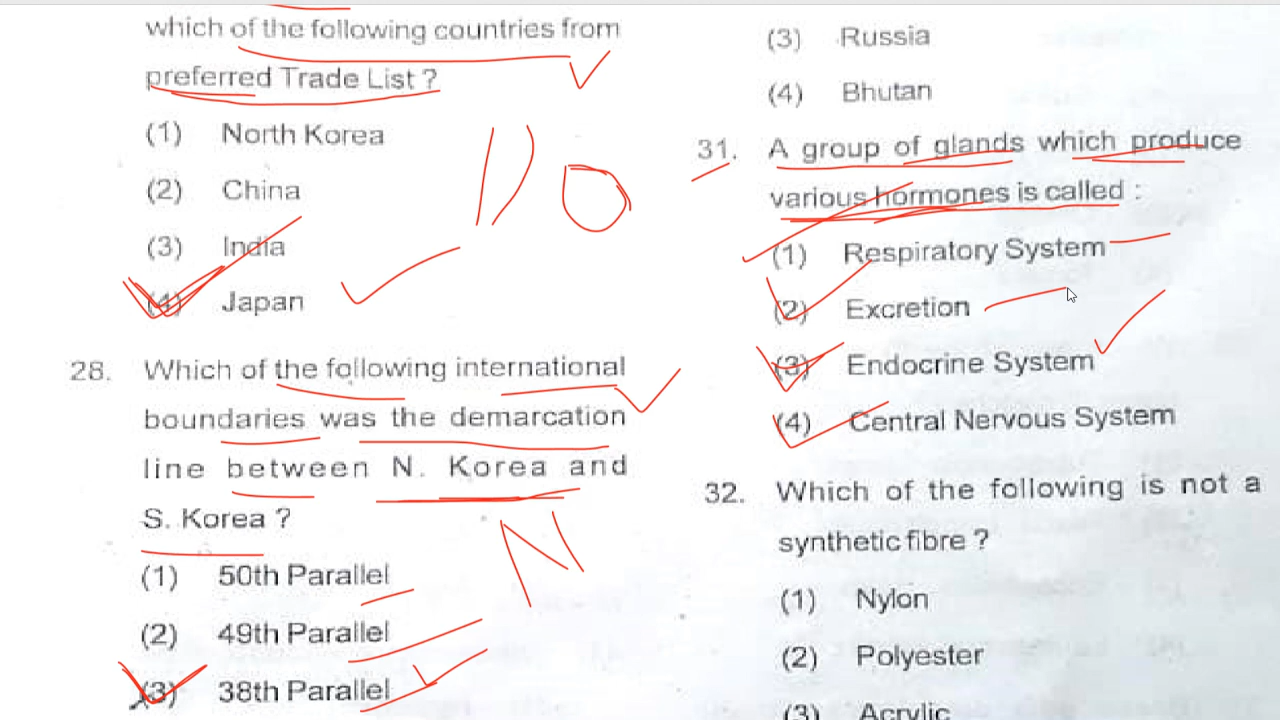 which of the following countries from
preferred Trade List ?
(1) North Korea
(2) China
(3) India
(4) Japan
28. Which of the following international
boundaries was the demarcation
line between N. Korea and
S. Korea ?
(1) 50th Parallel
(2) 49th Parallel
(3) 38th Parallel
N
(3) Russia
(4) Bhutan
31. A group of glands which produce
various hormones is called :
(1) Respiratory System
(2) Excretion
(3) Endocrine System
(4) Central Nervous System
32. Which of the following is not a
synthetic fibre ?
(1) Nylon
(2) Polyester
(3) Acrylic